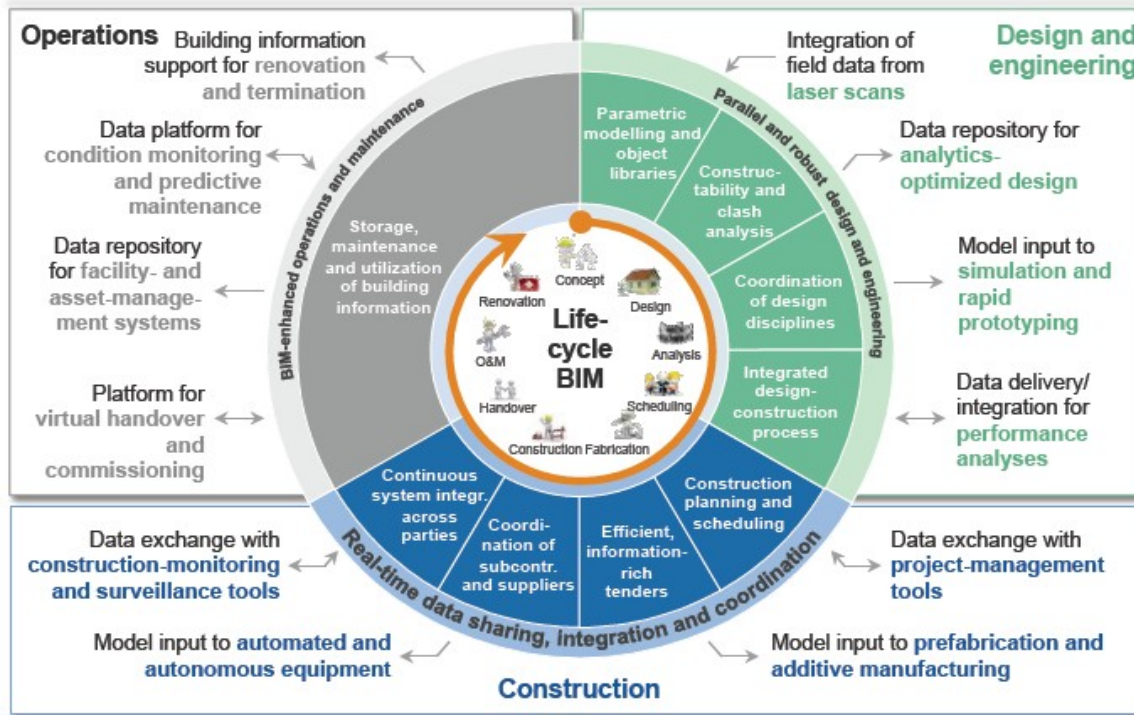 Operations
Building information
support for renovation
and termination
Data platform for
condition monitoring
and predictive
maintenance
Data repository
for facility- and
asset-manage-
ment systems
Platform for
virtual handover
and
commissioning
BIM-enhanced operations and maintenance
Storage,
maintenance
and utilization
of building
information
Design and
engineering
Integration of
field data from
laser scans
Data repository for
analytics-
optimized design
Model input to
simulation and
rapid
prototyping
Data delivery/
integration for
performance
analyses
Parallel and robust design and engineering
Parametric
modelling and
object
libraries
Construc-
tability and
clash
analysis
Coordination
of design
disciplines
Integrated
design-
construction
process
Life-
cycle
BIM
Concept
Design
Analysis
Scheduling
Fabrication
Construction
Handover
O&M
Renovation
Construction
planning and
scheduling
Efficient,
information-
rich
tenders
Coordi-
nation of
subcontr.
and suppliers
Continuous
system integr.
across
parties
Real-time data sharing, integration and coordination
Data exchange with
construction-monitoring
and surveillance tools
Model input to automated and
autonomous equipment
Data exchange with
project-management
tools
Model input to prefabrication and
additive manufacturing
Construction